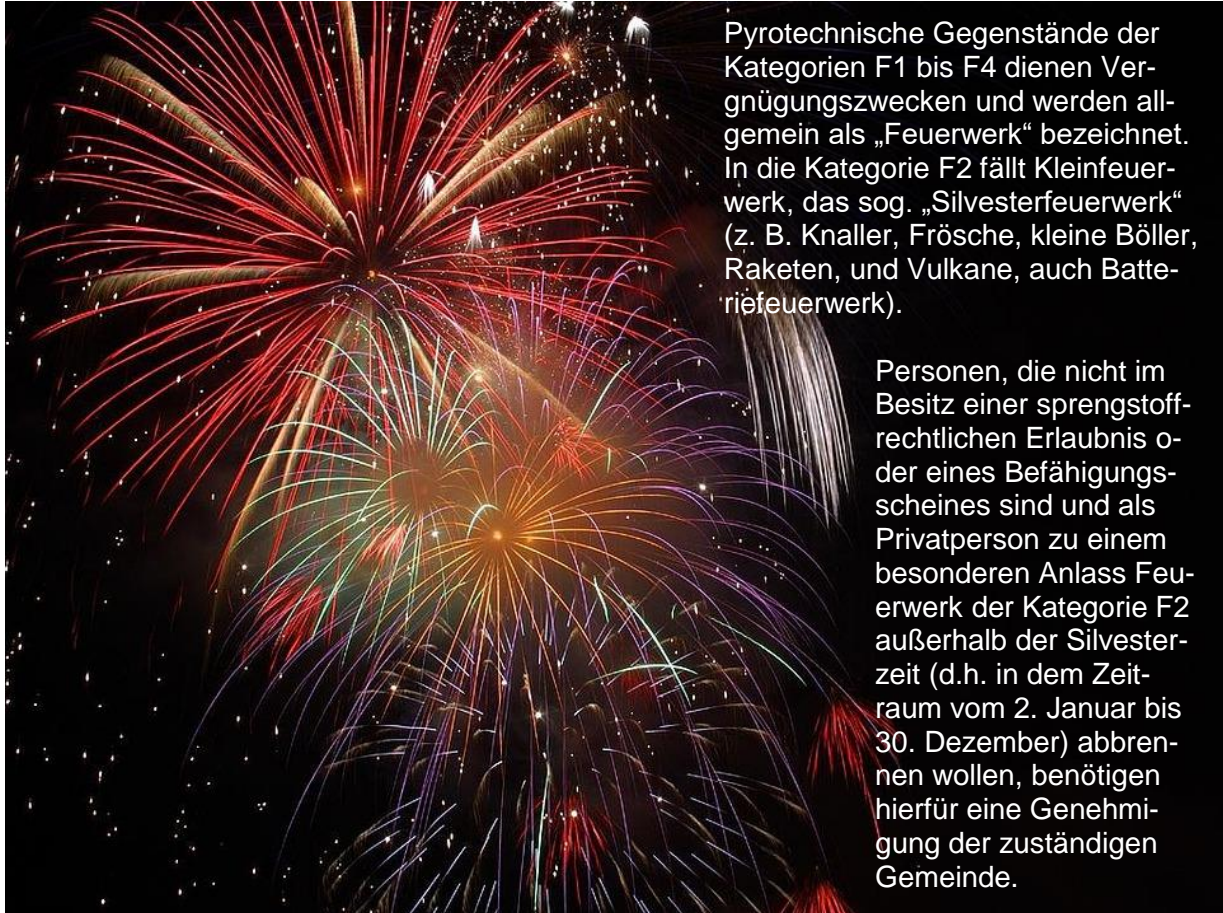 Pyrotechnische Gegenstände der
Kategorien F1 bis F4 dienen Ver-
gnügungszwecken und werden all-
gemein als „Feuerwerk“ bezeichnet.
In die Kategorie F2 fällt Kleinfeuer-
werk, das sog. „Silvesterfeuerwerk“
(z. B. Knaller, Frösche, kleine Böller,
Raketen, und Vulkane, auch Batte-
riefeuerwerk).
Personen, die nicht im
Besitz einer sprengstoff-
rechtlichen Erlaubnis o-
der eines Befähigungs-
scheines sind und als
Privatperson zu einem
besonderen Anlass Feu-
erwerk der Kategorie F2
außerhalb der Silvester-
zeit (d.h. in dem Zeit-
raum vom 2. Januar bis
30. Dezember) abbren-
nen wollen, benötigen
hierfür eine Genehmi-
gung der zuständigen
Gemeinde.